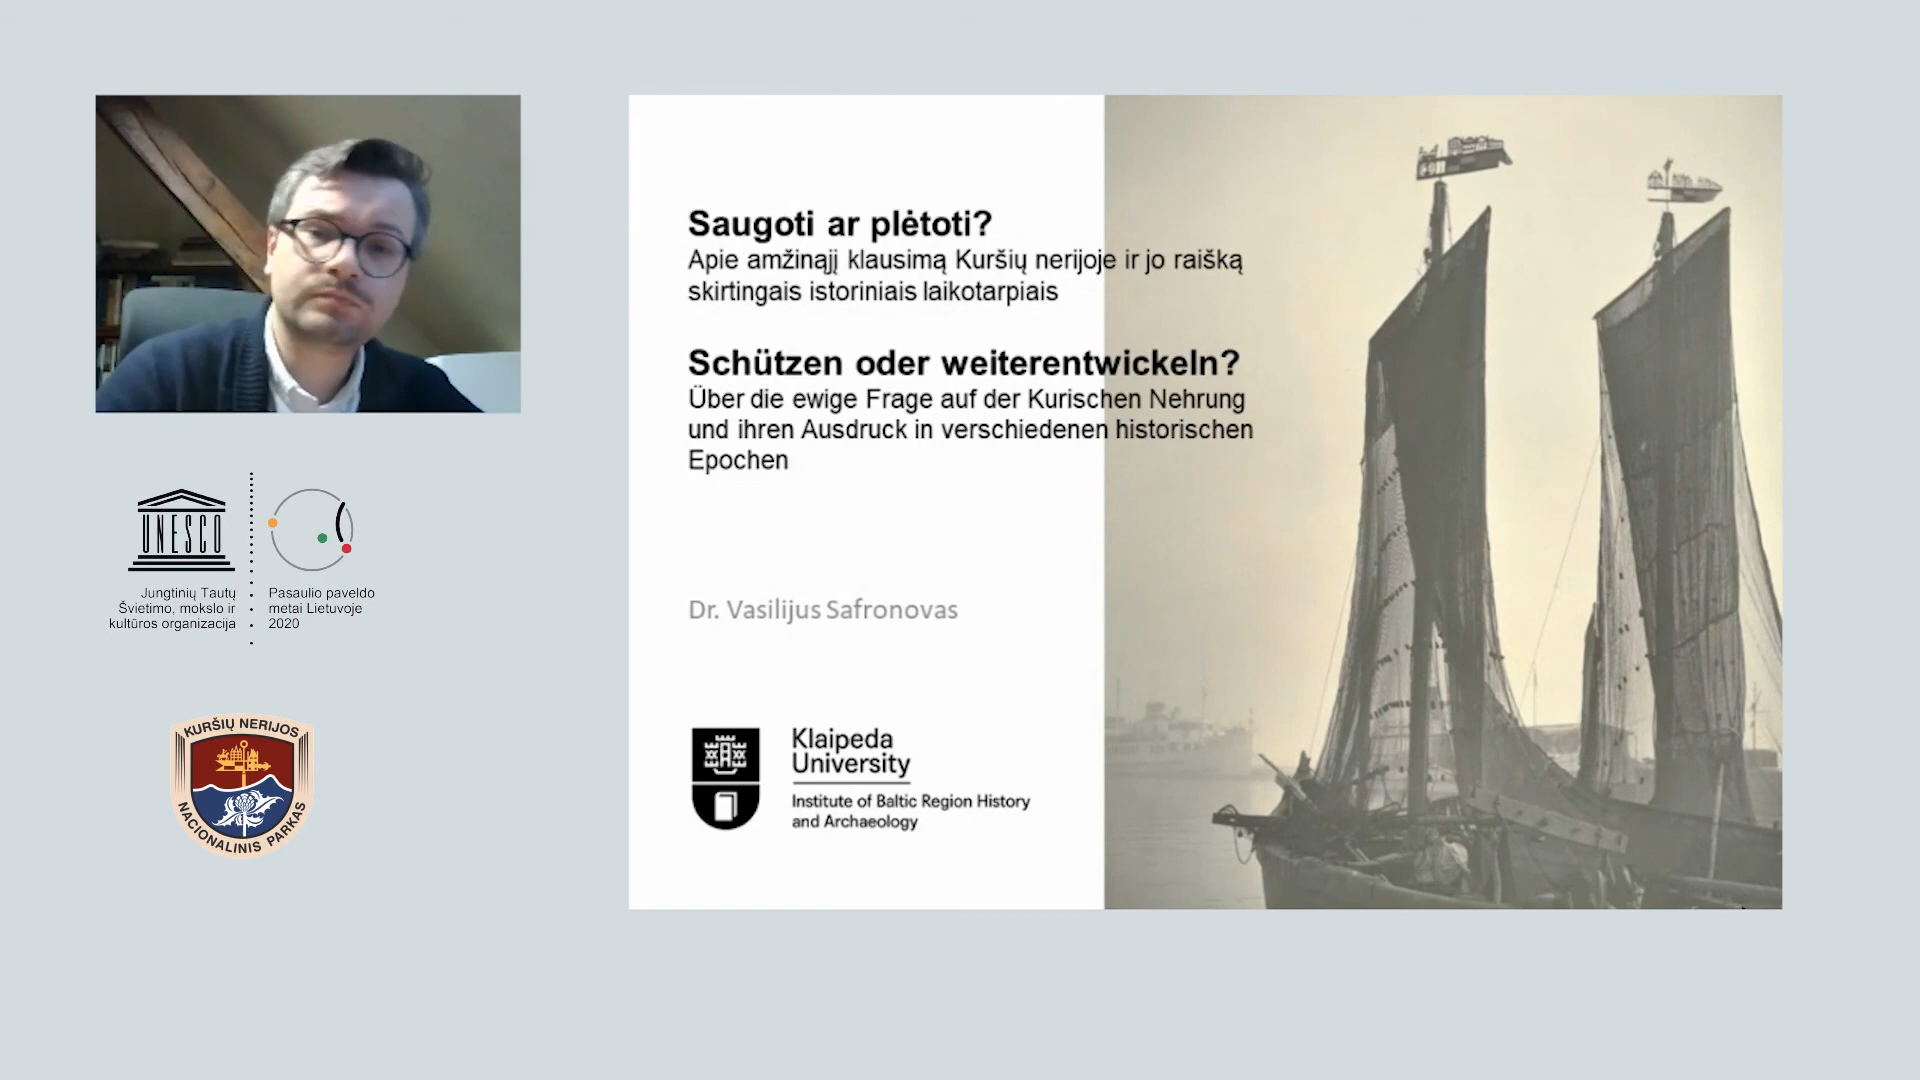 Saugoti ar plėtoti?
Apie amžinąjį klausimą Kuršių nerijoje ir jo raišką
skirtingais istoriniais laikotarpiais
Schützen oder weiterentwickeln?
Über die ewige Frage auf der Kurischen Nehrung
und ihren Ausdruck in verschiedenen historischen
Epochen
Dr. Vasilijus Safronovas
Klaipeda
University
Institute of Baltic Region History
and Archaeology
UNESCO
Jungtinių Tautų
Švietimo, mokslo ir
kultūros organizacija
Pasaulio paveldo
metai Lietuvoje
2020
KURŠIŲ NERIJOS
NACIONALINIS PARKAS